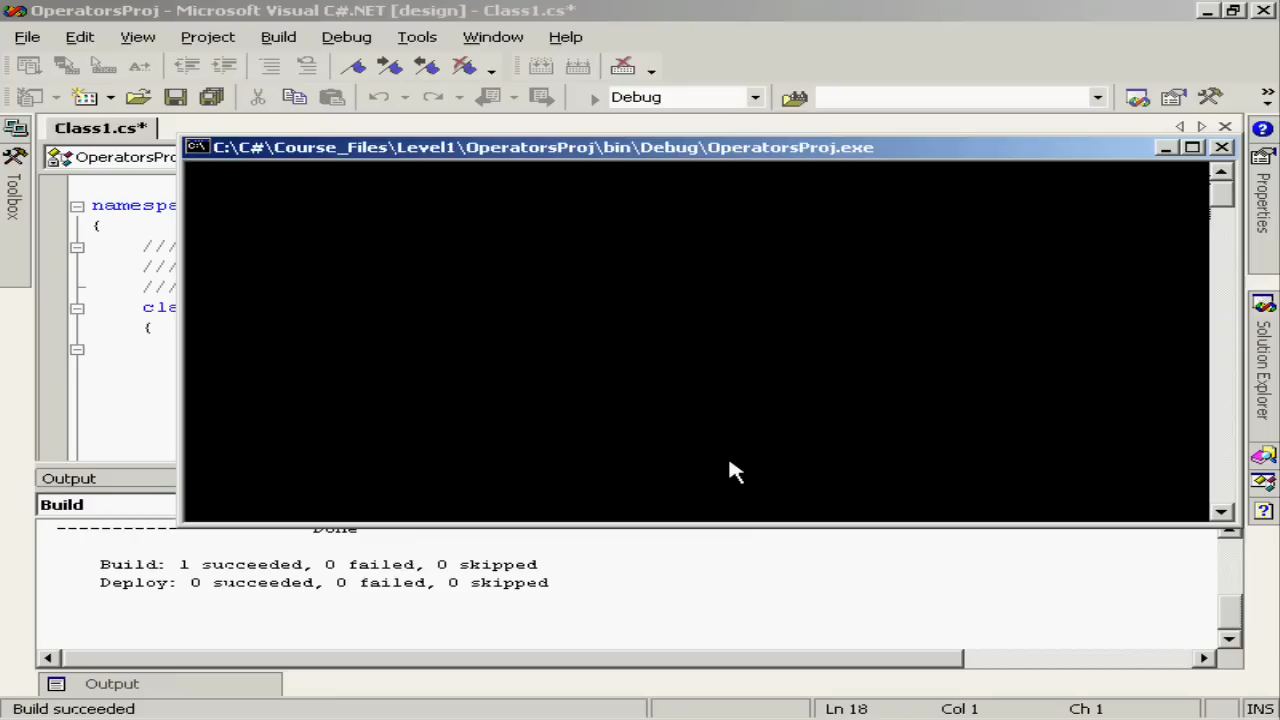 OperatorsProj - Microsoft Visual C#.NET [design] - Class1.cs*
File Edit View Project Build Debug Tools Window Help
Debug
Class1.cs*
C:\C#\Course_Files\Level1\OperatorsProj\bin\Debug\OperatorsProj.exe
OperatorsPro
Toolbox
Properties
namespa
{
///
///
///
cla
{
Solution Explorer
Output
Build
---------- Done
Build: 1 succeeded, 0 failed, 0 skipped
Deploy: 0 succeeded, 0 failed, 0 skipped
Output
Build succeeded Ln 18 Col 1 Ch 1 INS